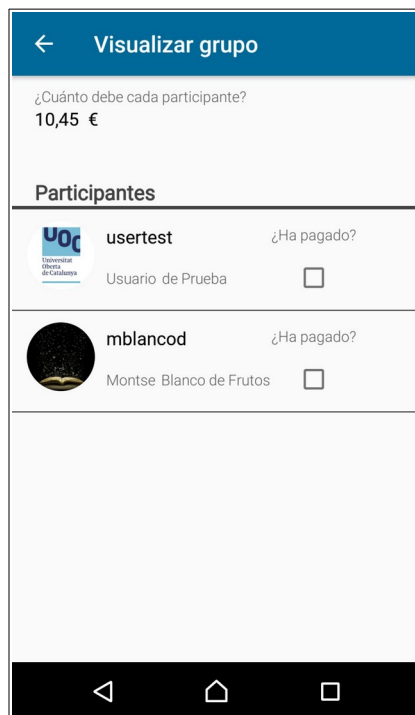 Visualizar grupo
¿Cuánto debe cada participante?
10,45 €
Participantes
UOC
Universitat
Oberta
de Catalunya
usertest
¿Ha pagado?
Usuario de Prueba
mblancod
¿Ha pagado?
Montse Blanco de Frutos